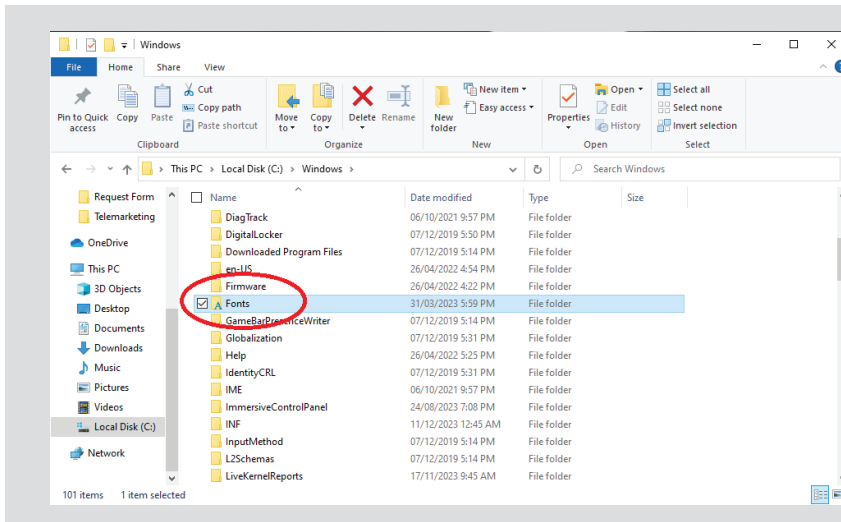 Windows
File Home Share View
Pin to Quick access
Copy
Paste
Cut
Copy path
Paste shortcut
Clipboard
Move to
Copy to
Delete
Rename
Organize
New folder
New item
Easy access
New
Properties
Open
Edit
History
Open
Select all
Select none
Invert selection
Select
This PC > Local Disk (C:) > Windows >
Search Windows
Request Form
Telemarketing
OneDrive
This PC
3D Objects
Desktop
Documents
Downloads
Music
Pictures
Videos
Local Disk (C:)
Network
Name Date modified Type Size
DiagTrack 06/10/2021 9:57 PM File folder
DigitalLocker 07/12/2019 5:50 PM File folder
Downloaded Program Files 07/12/2019 5:14 PM File folder
en-US 26/04/2022 4:54 PM File folder
Firmware 26/04/2022 4:22 PM File folder
Fonts 31/03/2023 5:59 PM File folder
GameBarPresenceWriter 07/12/2019 5:14 PM File folder
Globalization 07/12/2019 5:31 PM File folder
Help 26/04/2022 5:25 PM File folder
IdentityCRL 07/12/2019 5:31 PM File folder
IME 06/10/2021 9:57 PM File folder
ImmersiveControlPanel 24/08/2023 7:08 PM File folder
INF 11/12/2023 12:45 AM File folder
InputMethod 07/12/2019 5:14 PM File folder
L2Schemas 07/12/2019 5:14 PM File folder
LiveKernelReports 17/11/2023 9:45 AM File folder
101 items 1 item selected